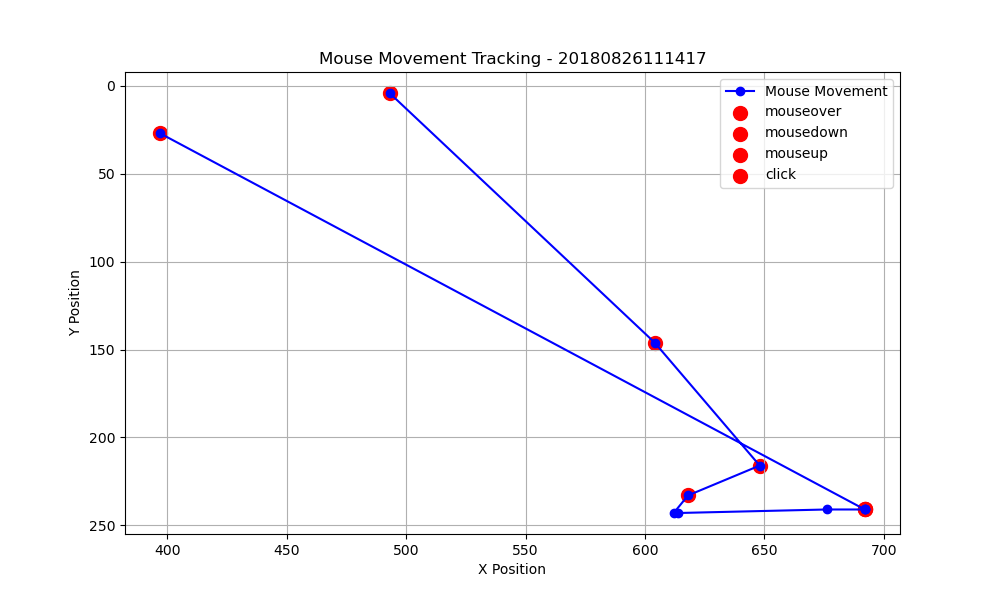 Mouse Movement Tracking - 20180826111417
Mouse Movement
mouseover
mousedown
mouseup
click
0
50
100
150
200
250
Y Position
400
450
500
550
600
650
700
X Position